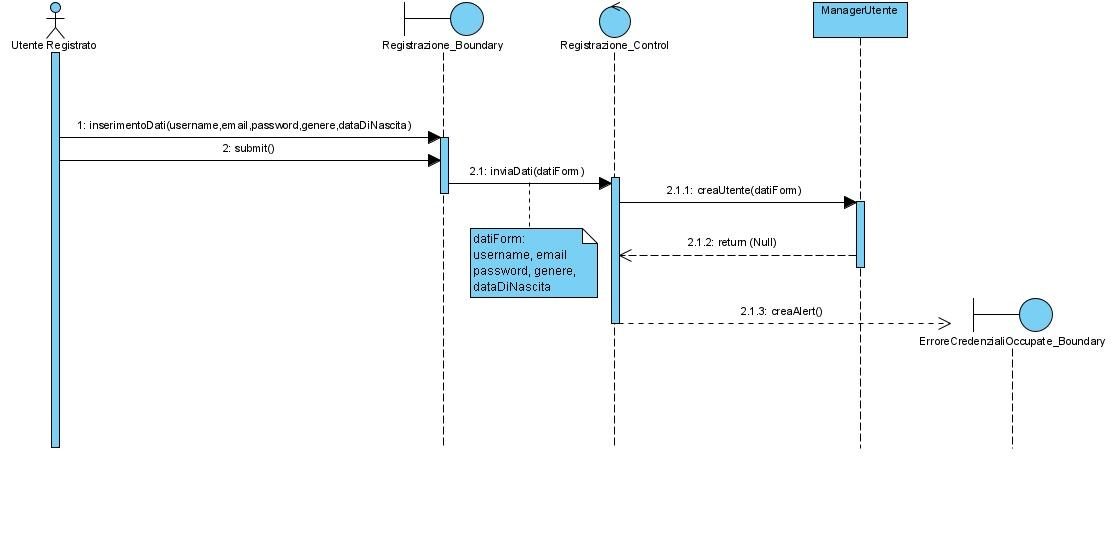 Utente Registrato
Registrazione_Boundary
Registrazione_Control
ManagerUtente
1: inserimentoDati(username,email,password,genere,dataDiNascita)
2: submit()
2.1: inviaDati(datiForm)
2.1.1: creaUtente(datiForm)
datiForm:
username, email
password, genere,
dataDiNascita
2.1.2: return (Null)
2.1.3: creaAlert()
ErroreCredenzialiOccupate_Boundary